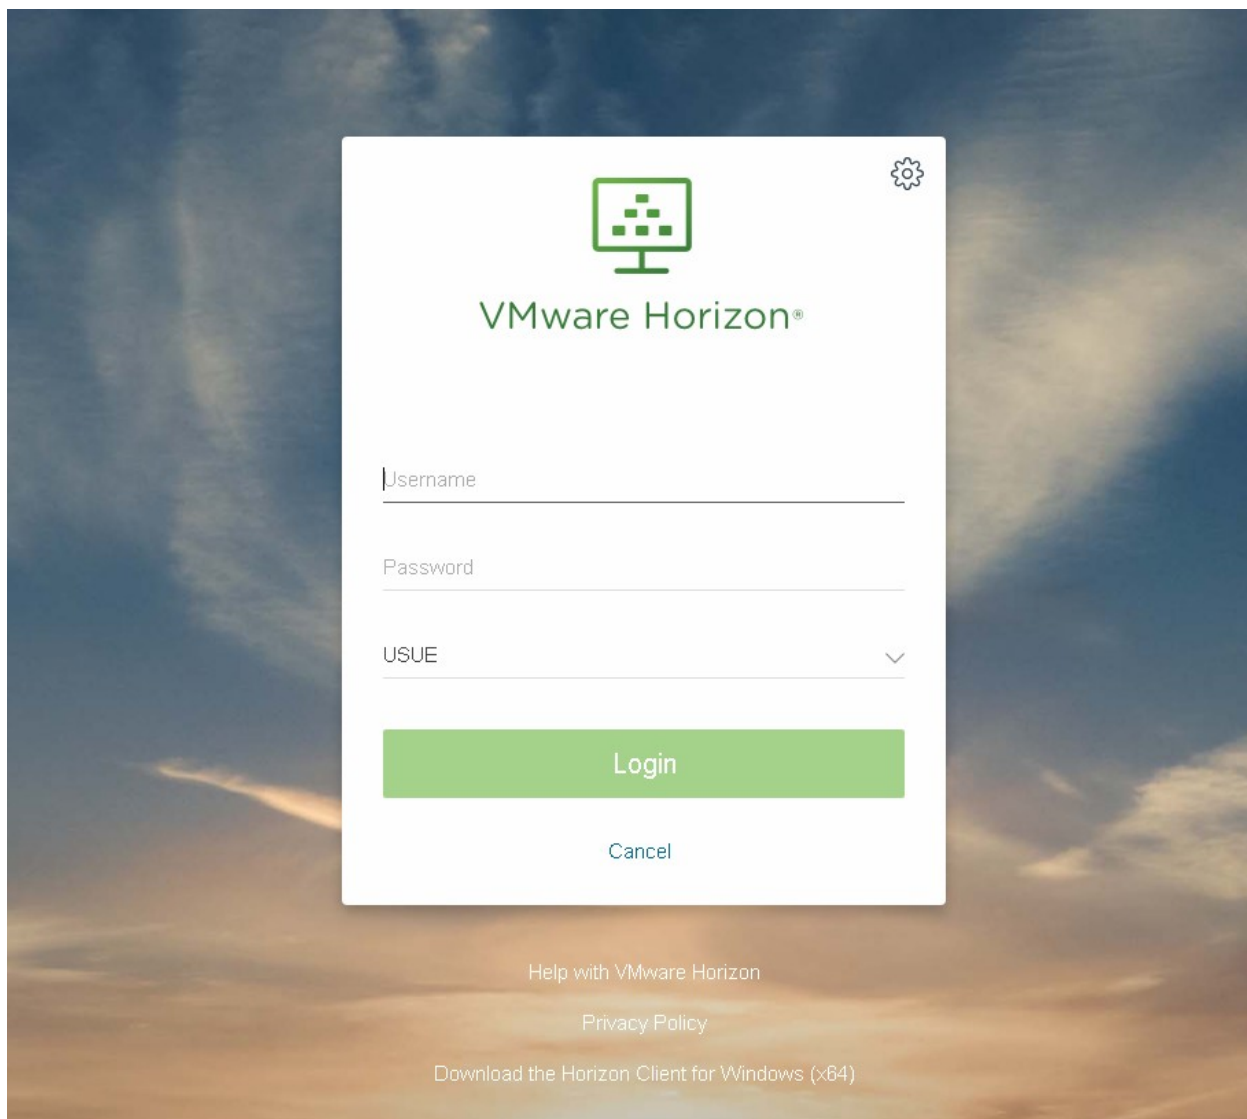 VMware Horizon®
Username
Password
USUE
Login
Cancel
Help with VMware Horizon
Privacy Policy
Download the Horizon Client for Windows (x64)